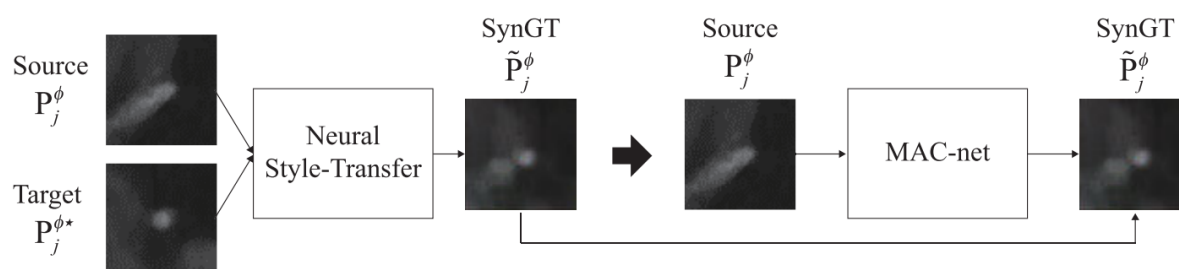 Source
P_j^ϕ
Target
P_j^{ϕ⋆}
Neural
Style-Transfer
SynGT
P̃_j^ϕ
Source
P_j^ϕ
MAC-net
SynGT
P̃_j^ϕ